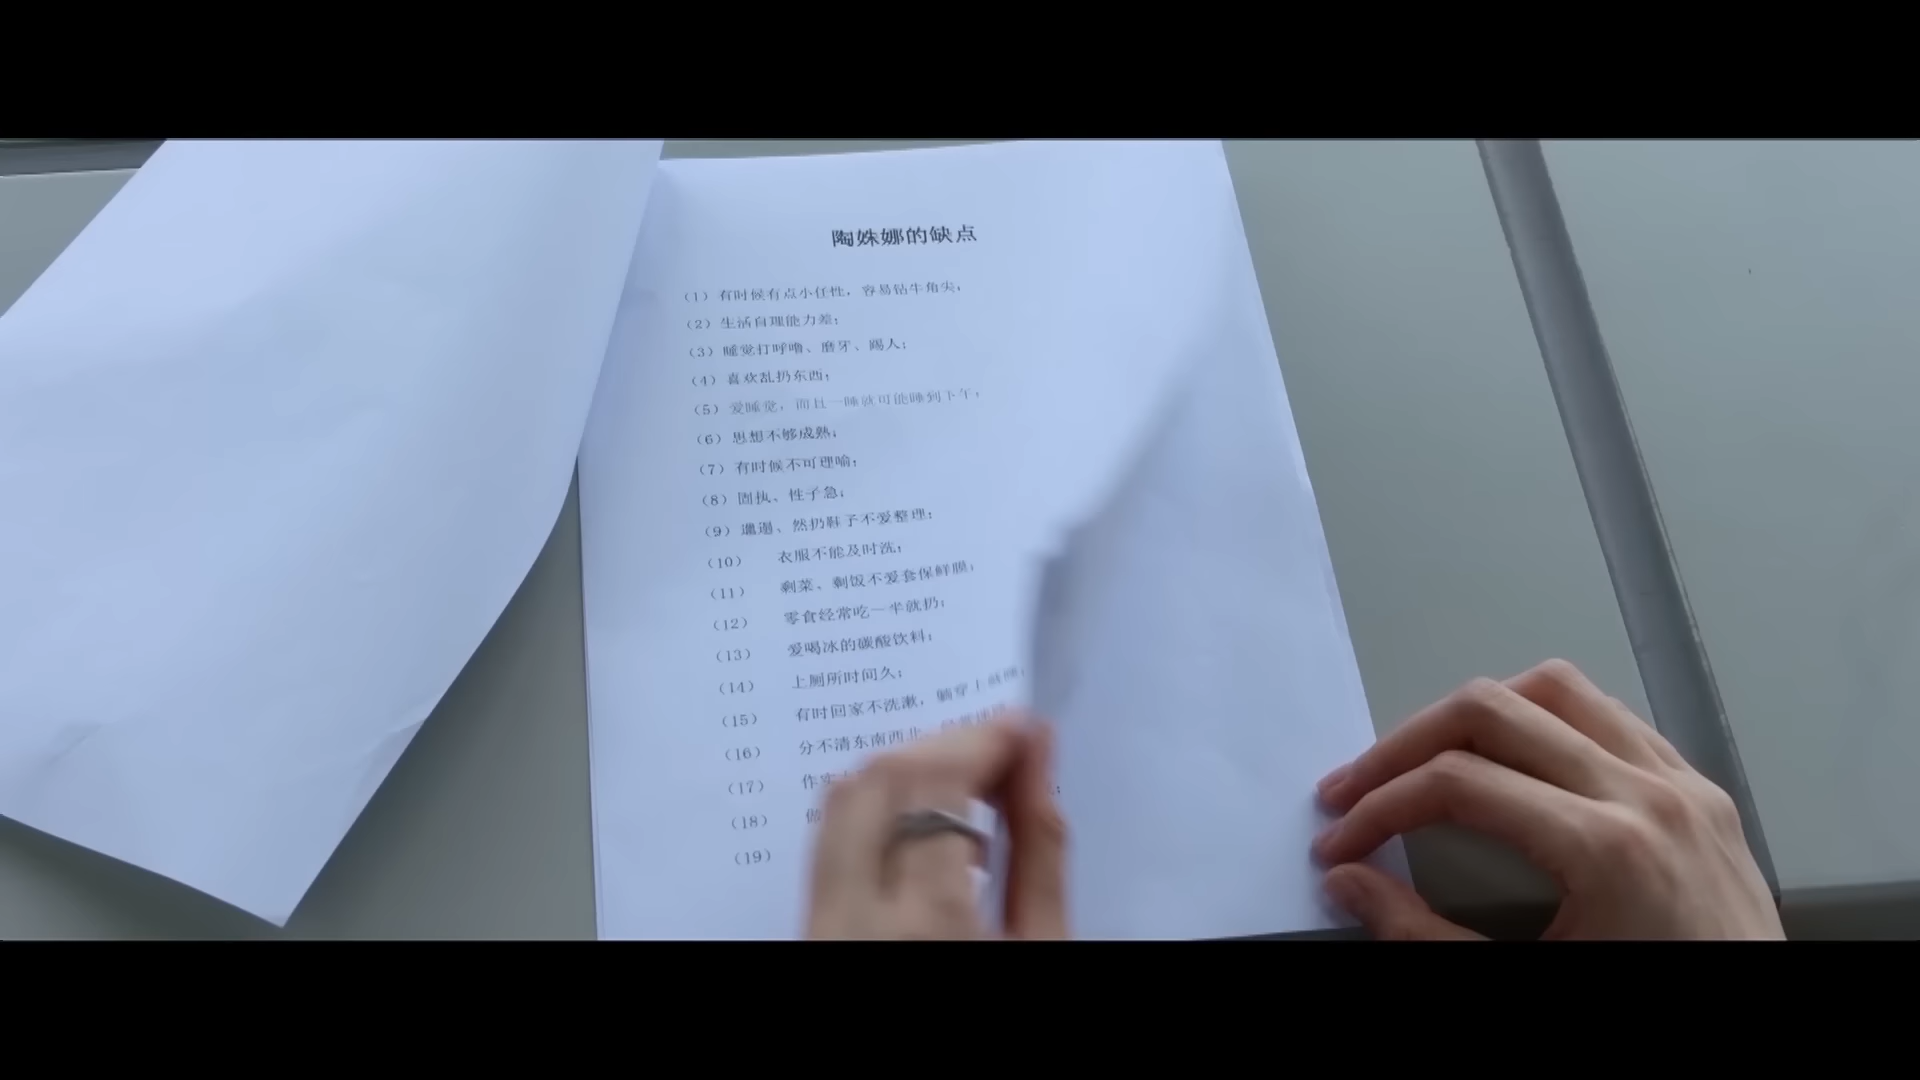 陶姝娜的缺点
（1）有时候有点小任性，容易钻牛角尖；
（2）生活自理能力差；
（3）睡觉打呼噜、磨牙、踢人；
（4）喜欢乱扔东西；
（5）爱睡觉，而且一睡就可能睡到下午；
（6）思想不够成熟；
（7）有时候不可理喻；
（8）固执、性子急；
（9）邋遢、然扔鞋子不爱整理；
（10） 衣服不能及时洗；
（11） 剩菜、剩饭不爱套保鲜膜；
（12） 零食经常吃一半就扔；
（13） 爱喝冰的碳酸饮料；
（14） 上厕所时间久；
（15） 有时回家不洗漱，躺
（16） 分不清东南西北
（17） 作实
（18） 做
（19）